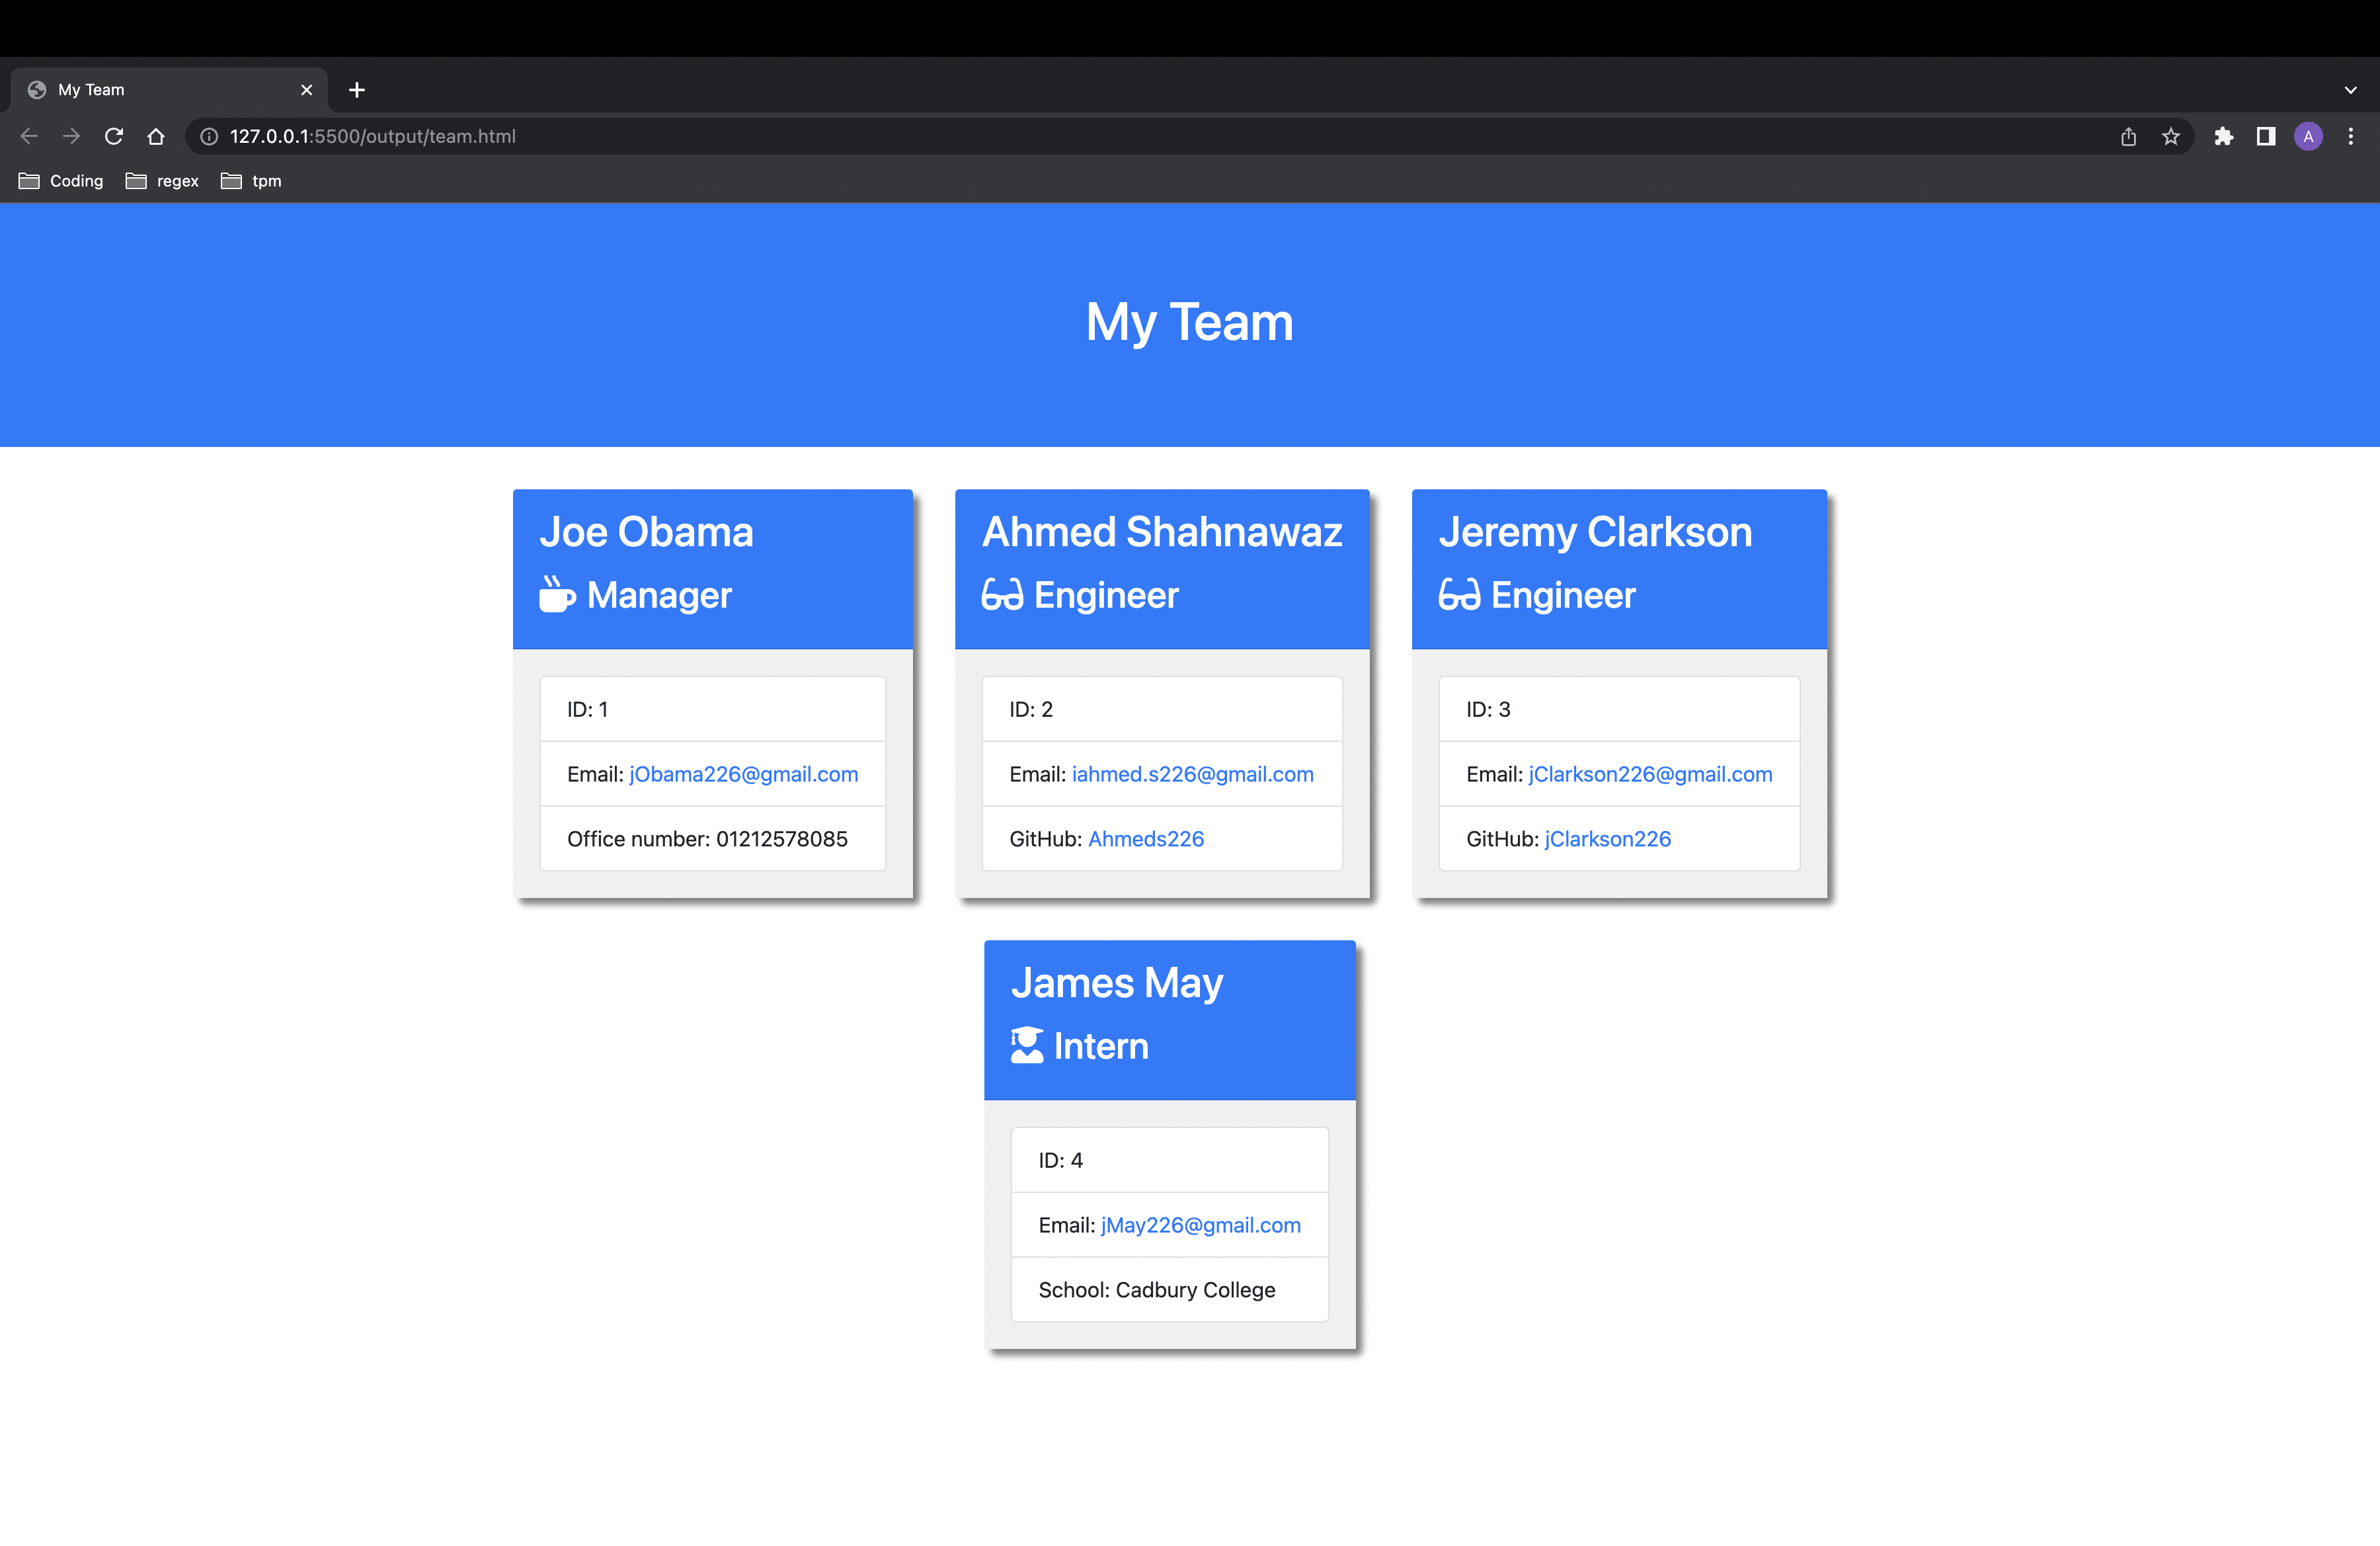 My Team
127.0.0.1:5500/output/team.html
A
Coding regex tpm
My Team
Joe Obama
Manager
ID: 1
Email: jObama226@gmail.com
Office number: 01212578085
Ahmed Shahnawaz
Engineer
ID: 2
Email: iahmed.s226@gmail.com
GitHub: Ahmeds226
Jeremy Clarkson
Engineer
ID: 3
Email: jClarkson226@gmail.com
GitHub: jClarkson226
James May
Intern
ID: 4
Email: jMay226@gmail.com
School: Cadbury College